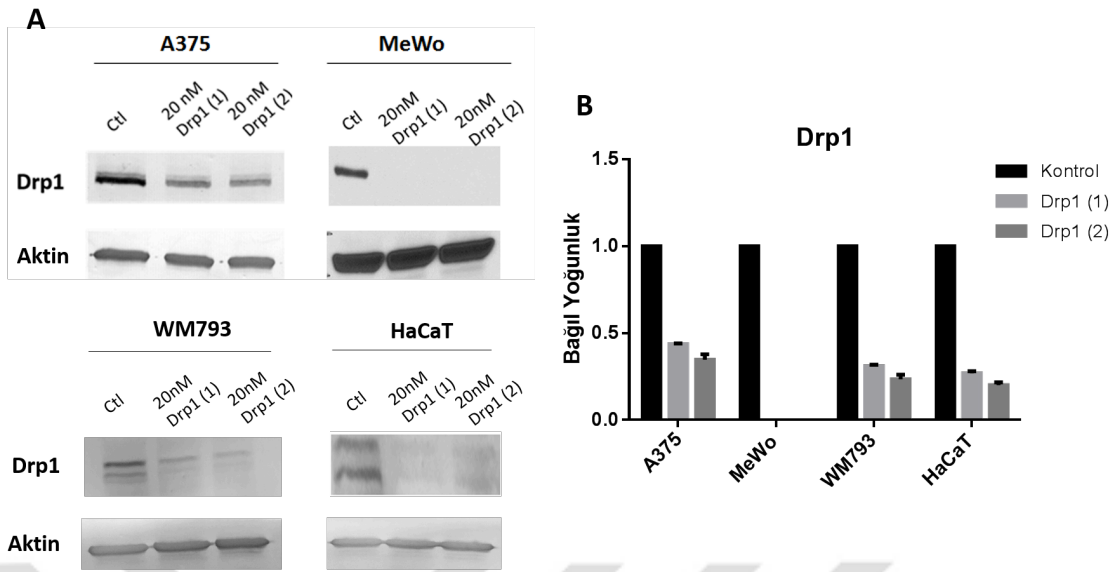 A
A375
MeWo
Ctl
20 nM
Drp1 (1)
20 nM
Drp1 (2)
Ctl
20nM
Drp1 (1)
20nM
Drp1 (2)
Drp1
Aktin
WM793
HaCaT
Ctl
20nM
Drp1 (1)
20nM
Drp1 (2)
Ctl
20nM
Drp1 (1)
20nM
Drp1 (2)
Drp1
Aktin
B
Drp1
Bağıl Yoğunluk
1.5
1.0
0.5
0.0
A375
MeWo
WM793
HaCaT
Kontrol
Drp1 (1)
Drp1 (2)